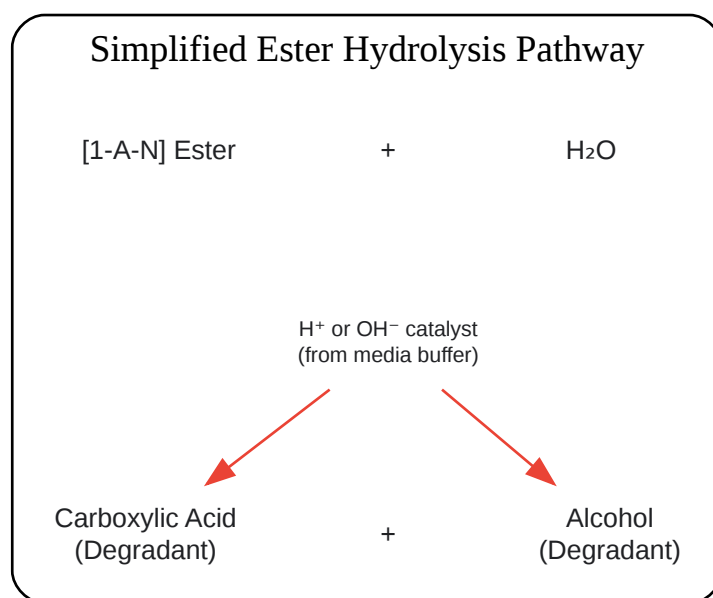 Simplified Ester Hydrolysis Pathway
[1-A-N] Ester + H₂O
H⁺ or OH⁻ catalyst
(from media buffer)
Carboxylic Acid
(Degradant)
+
Alcohol
(Degradant)